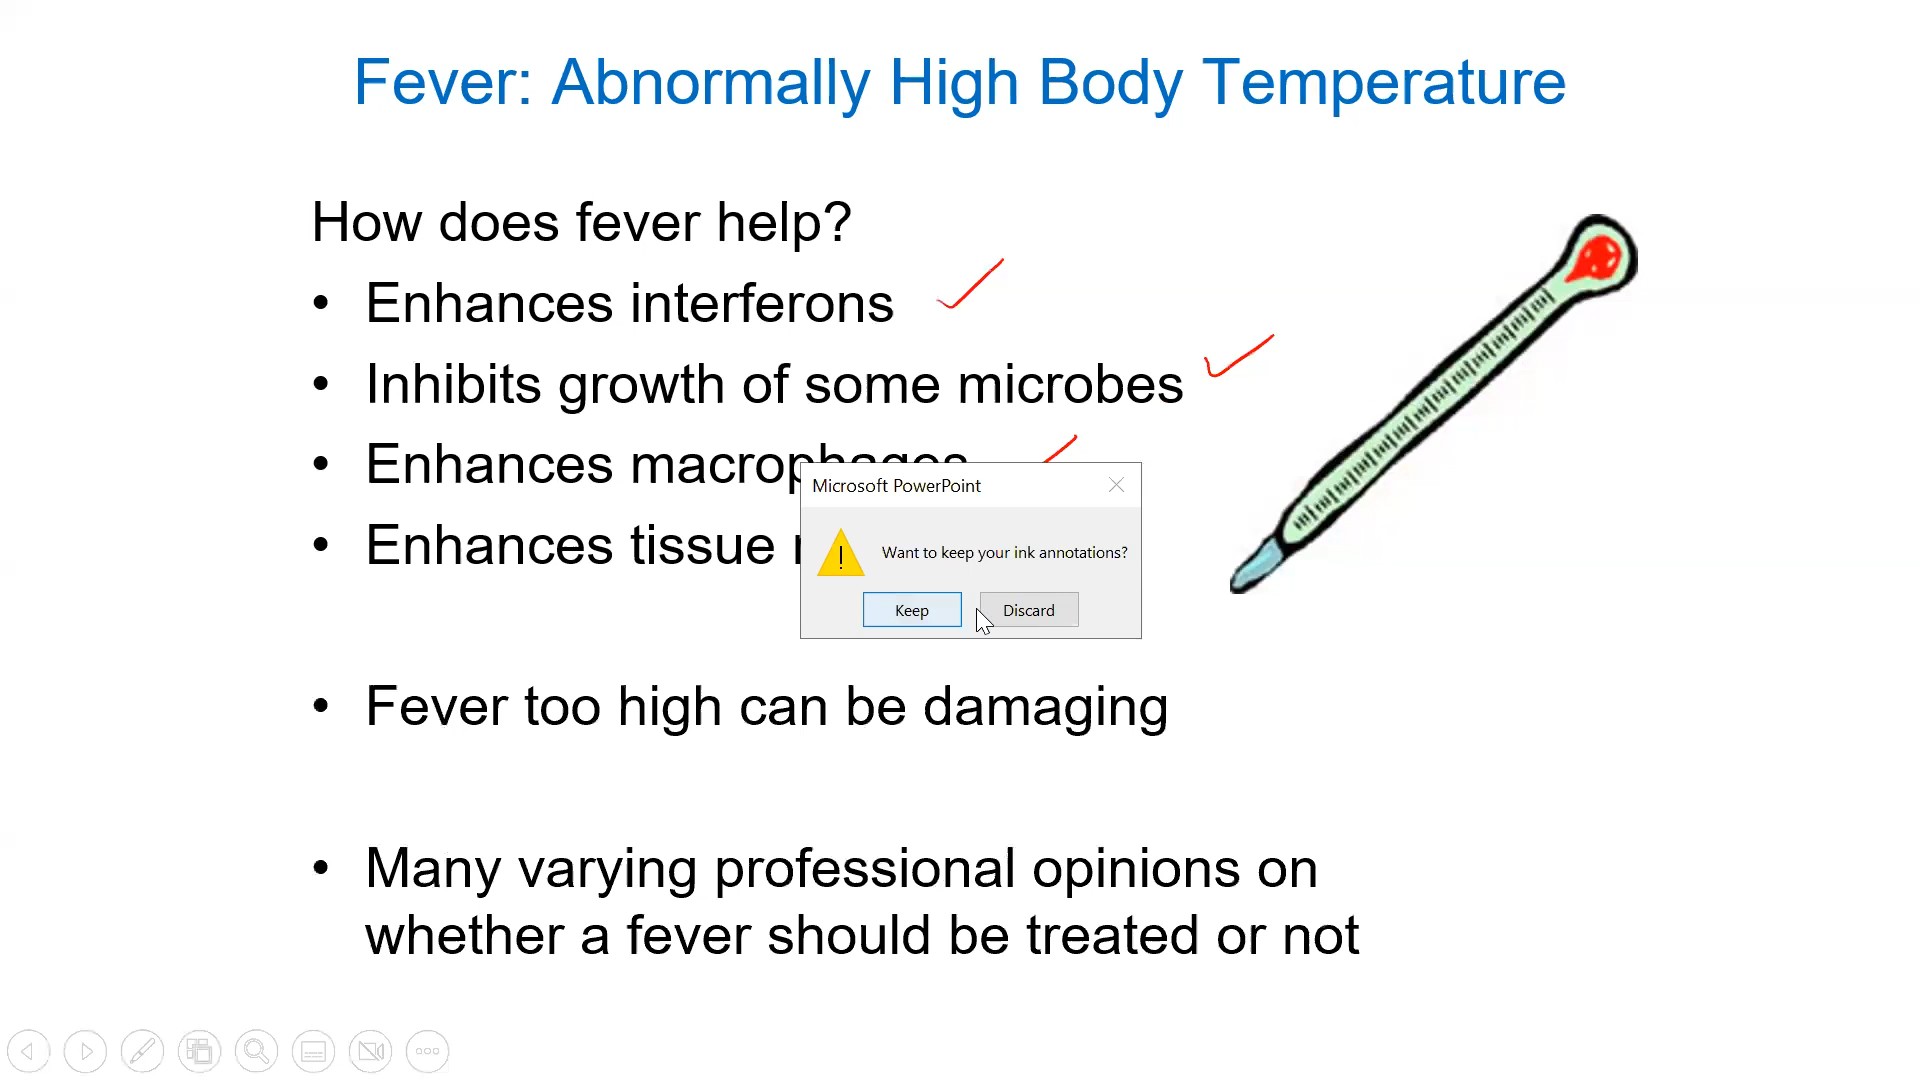 Fever: Abnormally High Body Temperature
How does fever help?
• Enhances interferons
• Inhibits growth of some microbes
• Enhances macrophages
• Enhances tissue
Microsoft PowerPoint
Want to keep your ink annotations?
Keep Discard
• Fever too high can be damaging
• Many varying professional opinions on
whether a fever should be treated or not